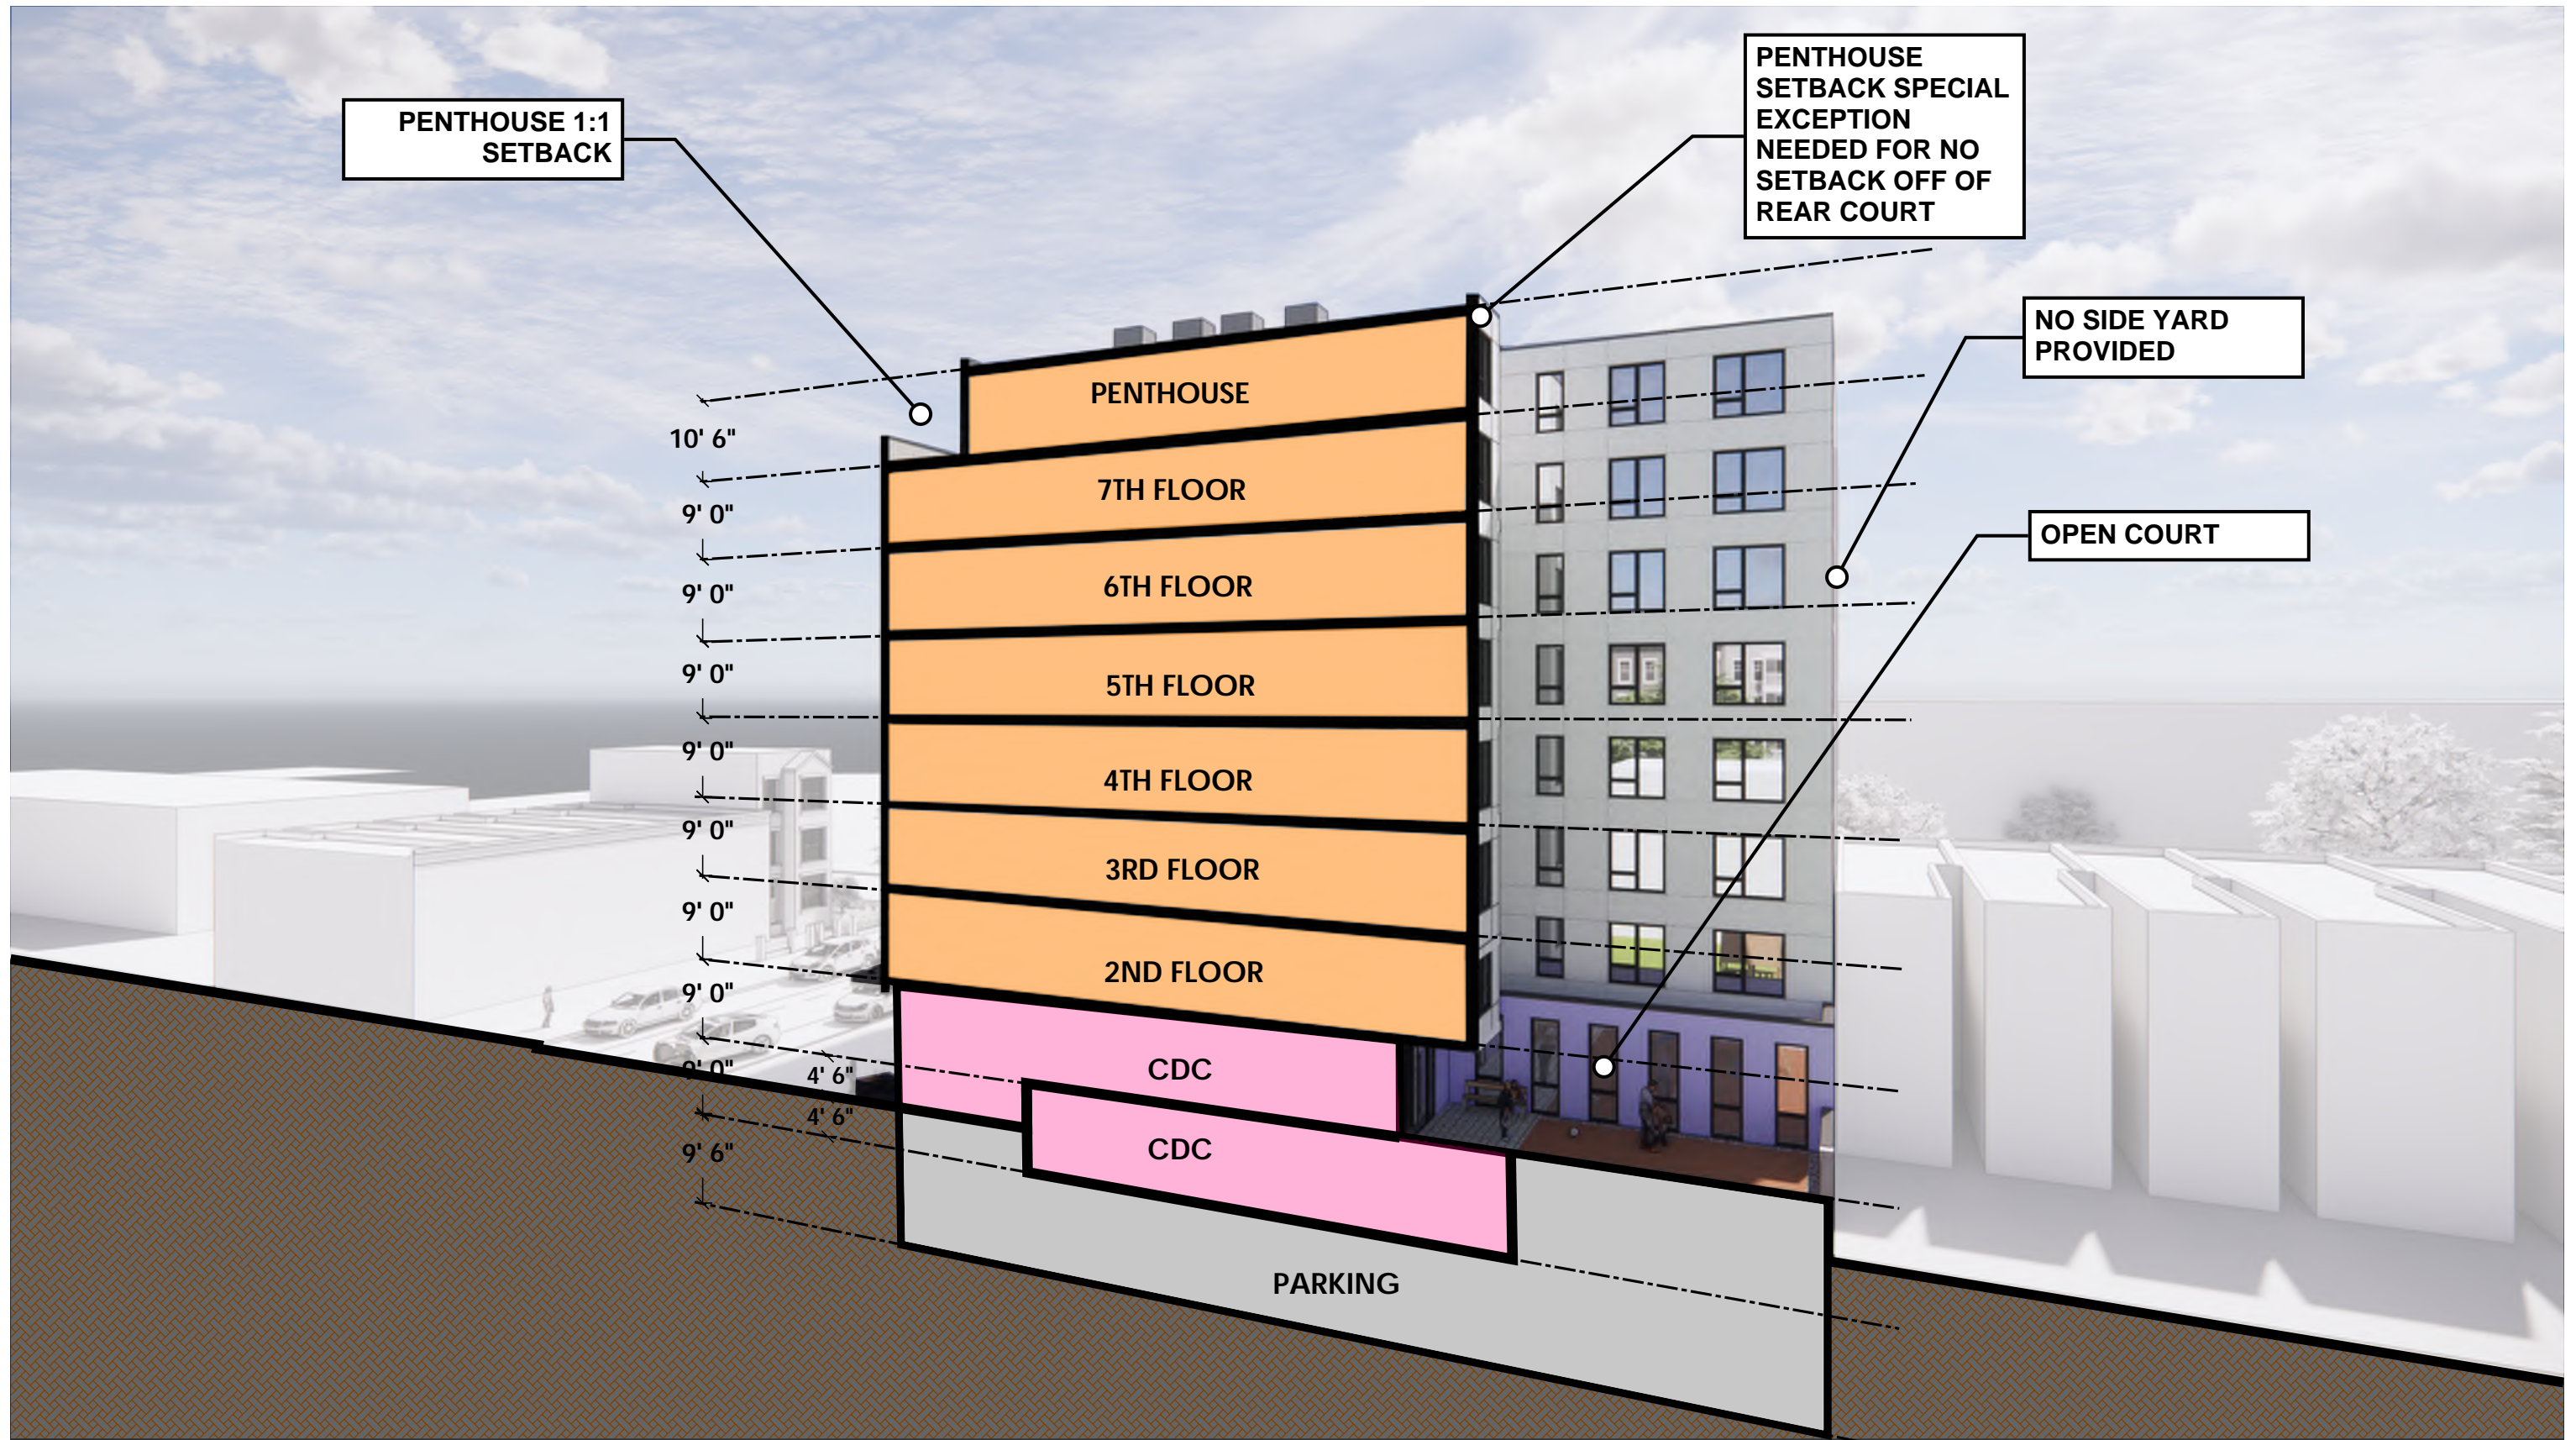 PENTHOUSE 1:1
SETBACK
PENTHOUSE
SETBACK SPECIAL
EXCEPTION
NEEDED FOR NO
SETBACK OFF OF
REAR COURT
NO SIDE YARD
PROVIDED
OPEN COURT
PENTHOUSE
7TH FLOOR
6TH FLOOR
5TH FLOOR
4TH FLOOR
3RD FLOOR
2ND FLOOR
CDC
CDC
PARKING
10' 6"
9' 0"
9' 0"
9' 0"
9' 0"
9' 0"
9' 0"
9' 0"
9' 0"
9' 6"
4' 6"
4' 6"